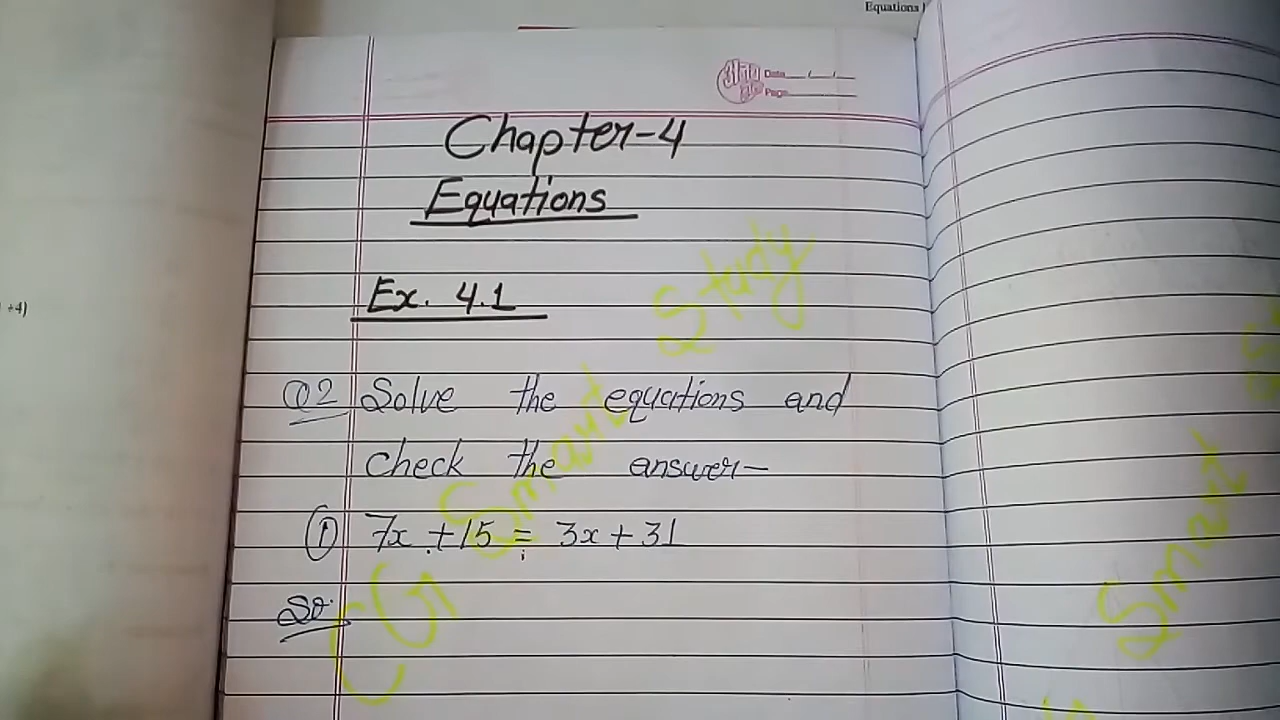 Equations
+4)
Date / /
Page
Chapter-4
Equations
Ex. 4.1
Q2 Solve the equations and
check the answer-
① 7x + 15 = 3x + 31
Sol.
CG Smart Study
Smart